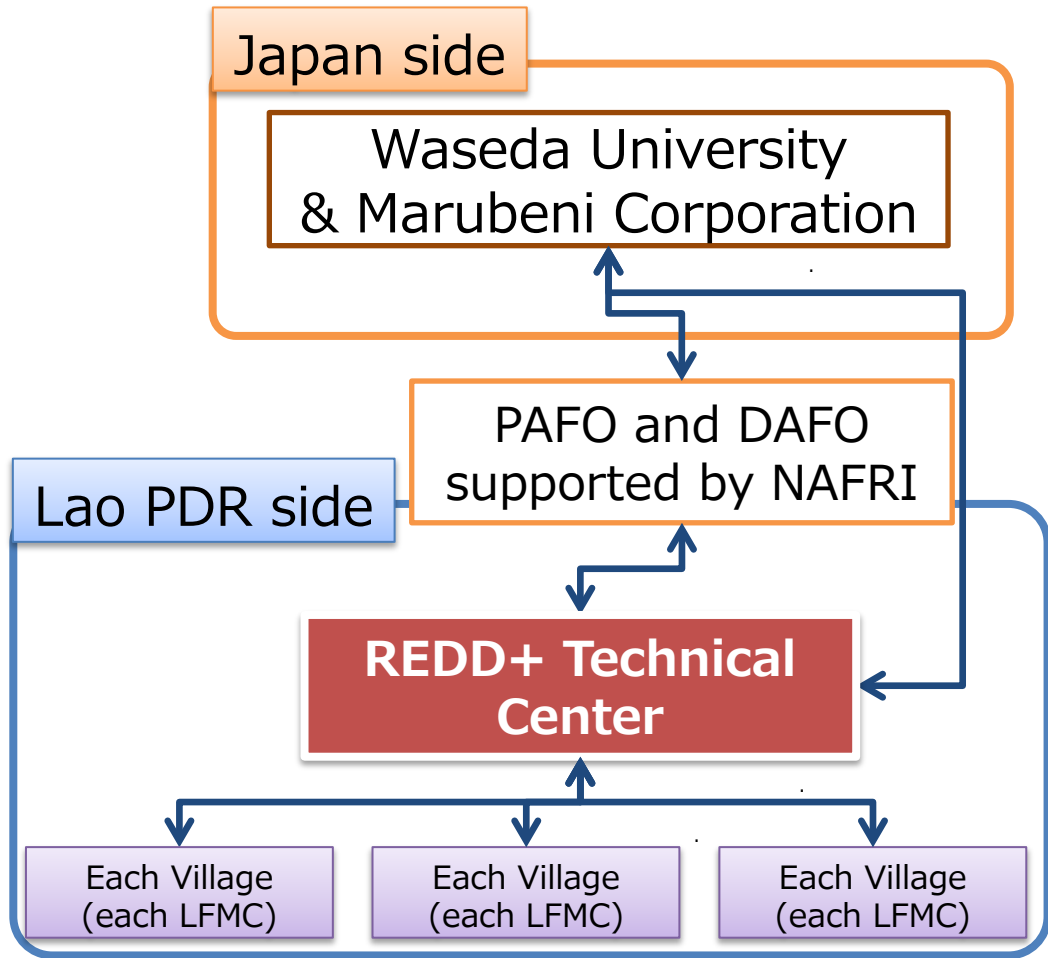 Japan side
Waseda University
& Marubeni Corporation
PAFO and DAFO
supported by NAFRI
Lao PDR side
REDD+ Technical
Center
Each Village
(each LFMC)
Each Village
(each LFMC)
Each Village
(each LFMC)